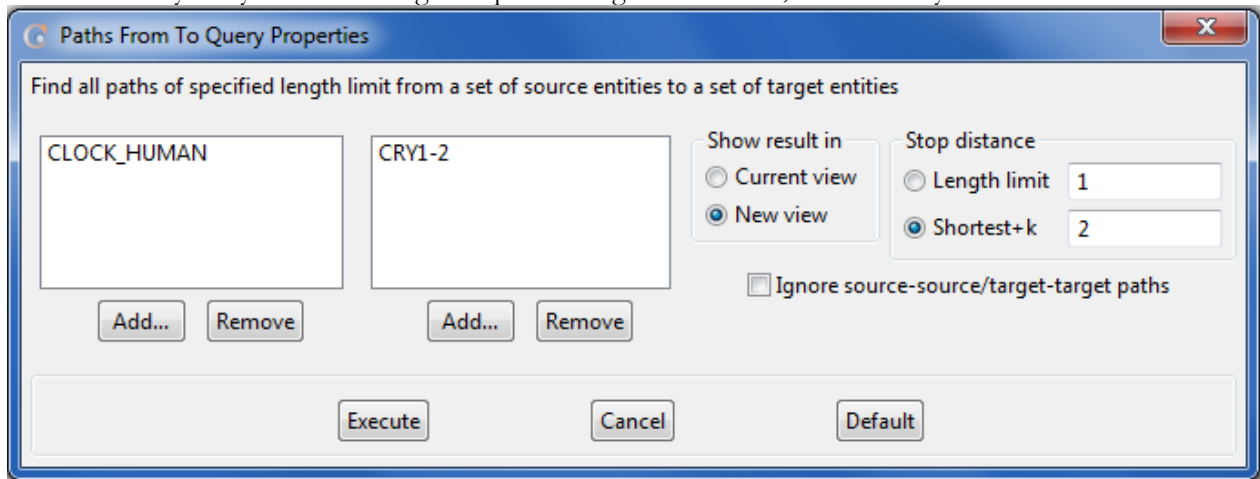 Paths From To Query Properties
Find all paths of specified length limit from a set of source entities to a set of target entities
CLOCK_HUMAN
CRY1-2
Show result in
Current view
New view
Stop distance
Length limit 1
Shortest+k 2
Ignore source-source/target-target paths
Add... Remove Add... Remove
Execute Cancel Default